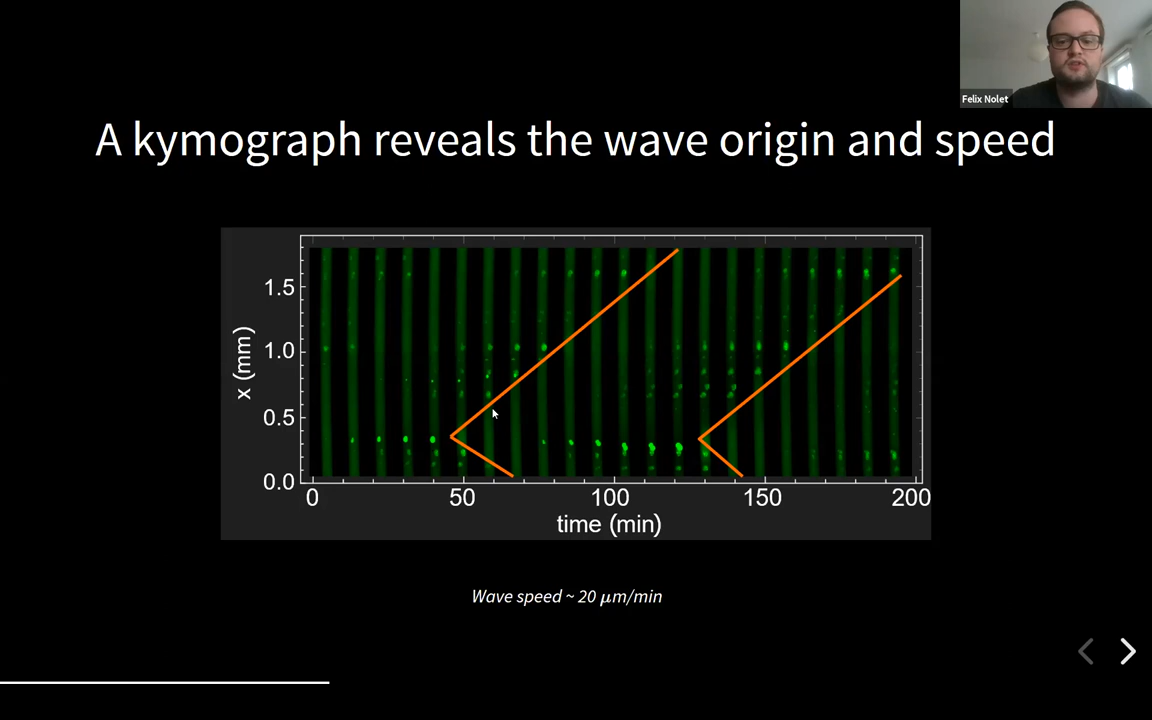 Felix Nolet
A kymograph reveals the wave origin and speed
1.5
1.0
0.5
0.0
x (mm)
0 50 100 150 200
time (min)
Wave speed ~ 20 μm/min